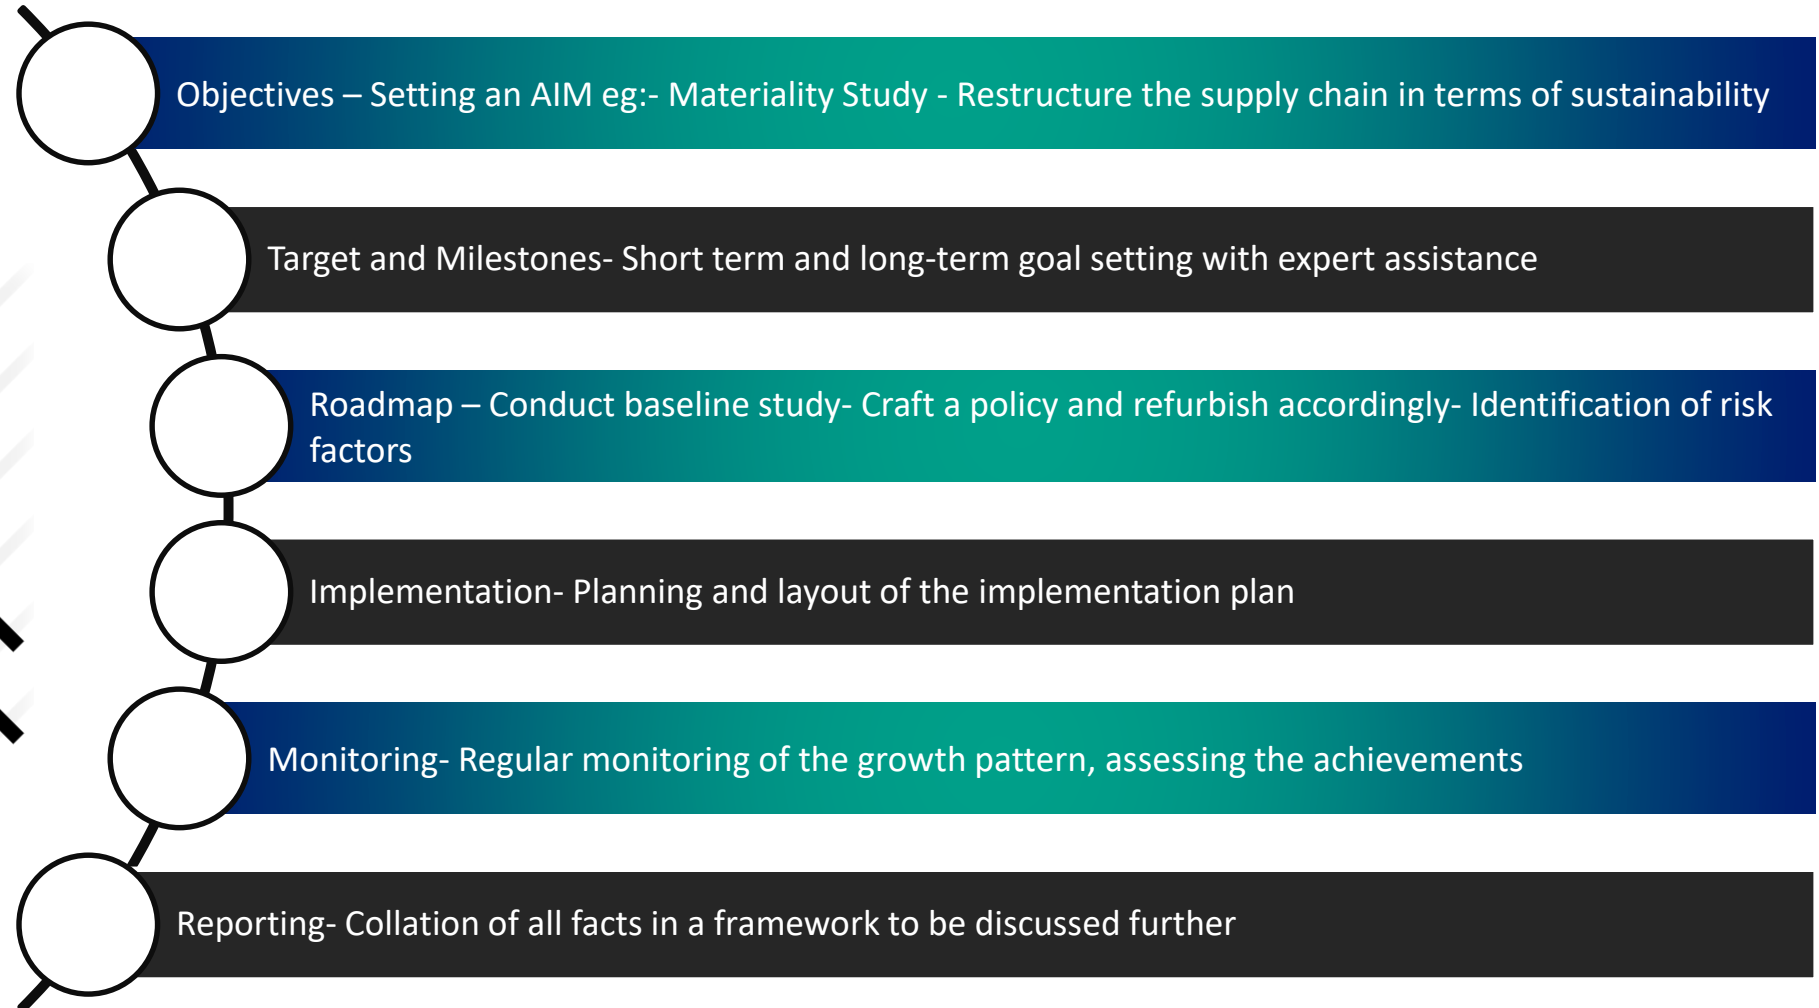 Objectives – Setting an AIM eg:- Materiality Study - Restructure the supply chain in terms of sustainability
Target and Milestones- Short term and long-term goal setting with expert assistance
Roadmap – Conduct baseline study- Craft a policy and refurbish accordingly- Identification of risk
factors
Implementation- Planning and layout of the implementation plan
Monitoring- Regular monitoring of the growth pattern, assessing the achievements
Reporting- Collation of all facts in a framework to be discussed further